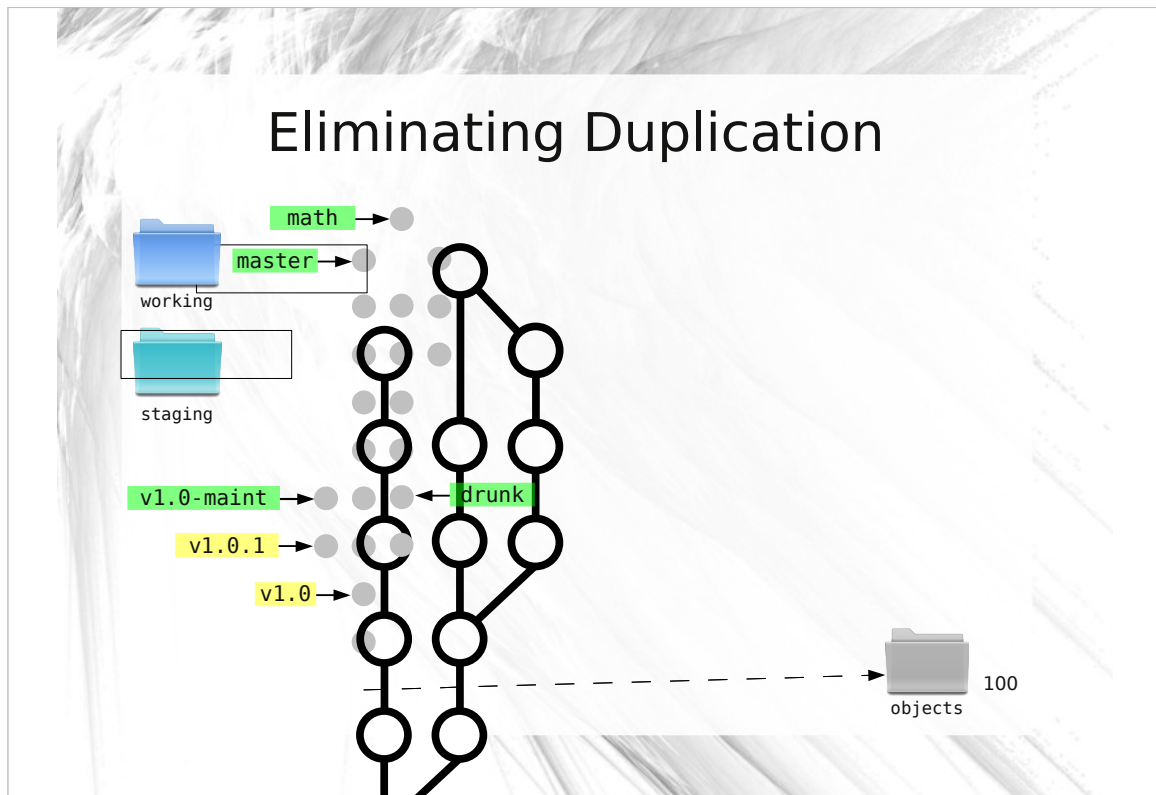 Eliminating Duplication
math
master
working
staging
v1.0-maint
drunk
v1.0.1
v1.0
100
objects